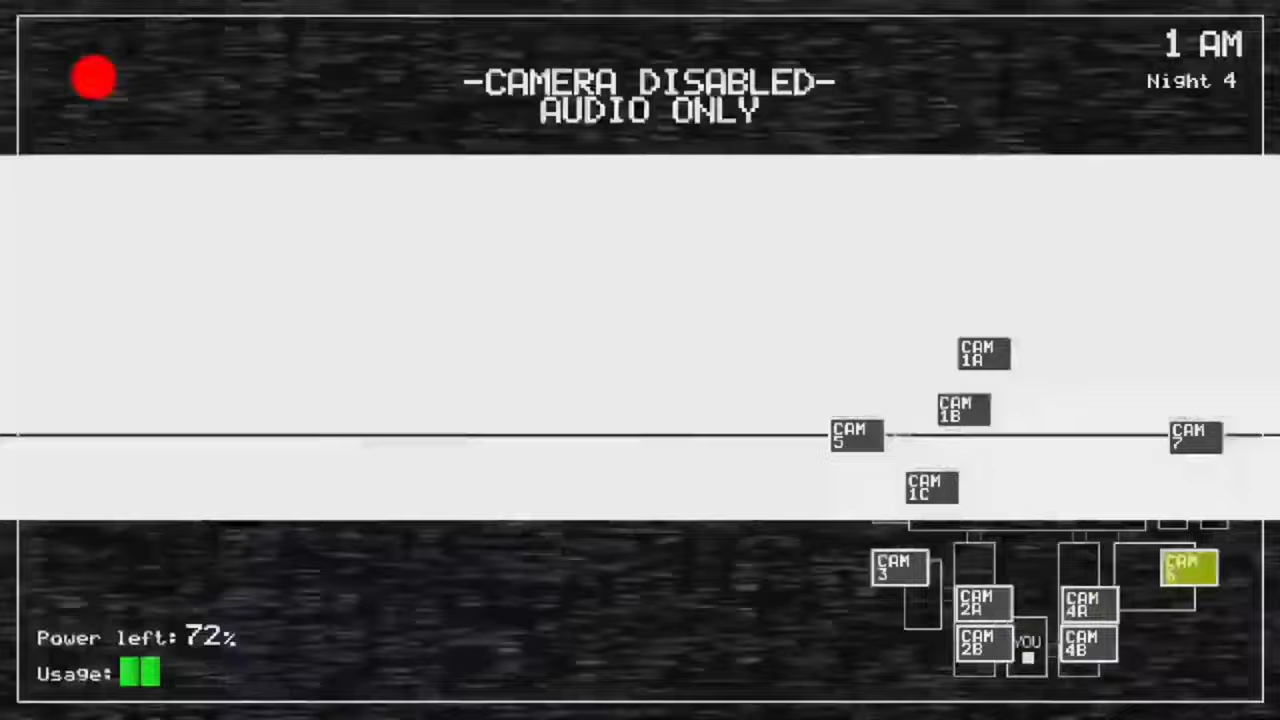 1 AM
Night 4
-CAMERA DISABLED-
AUDIO ONLY
CAM
1A
CAM
1B
CAM
5
CAM
7
CAM
1C
CAM
3
CAM
6
CAM
2A
CAM
4A
CAM
2B
YOU
CAM
4B
Power left: 72%
Usage: